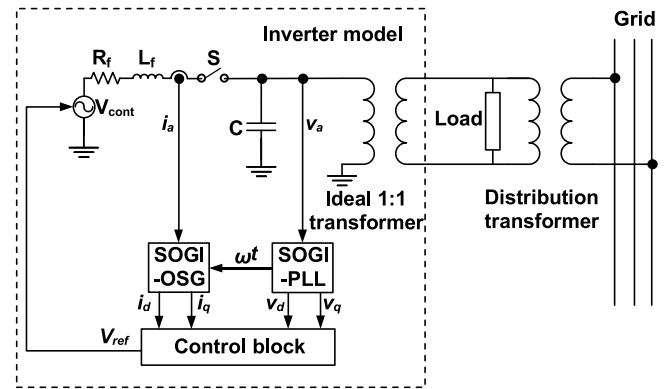 Grid
Inverter model
Rf
Lf
S
Vcont
ia
C
va
Load
Ideal 1:1
transformer
Distribution
transformer
SOGI
-OSG
ωt
SOGI
-PLL
id
iq
vd
vq
Vref
Control block